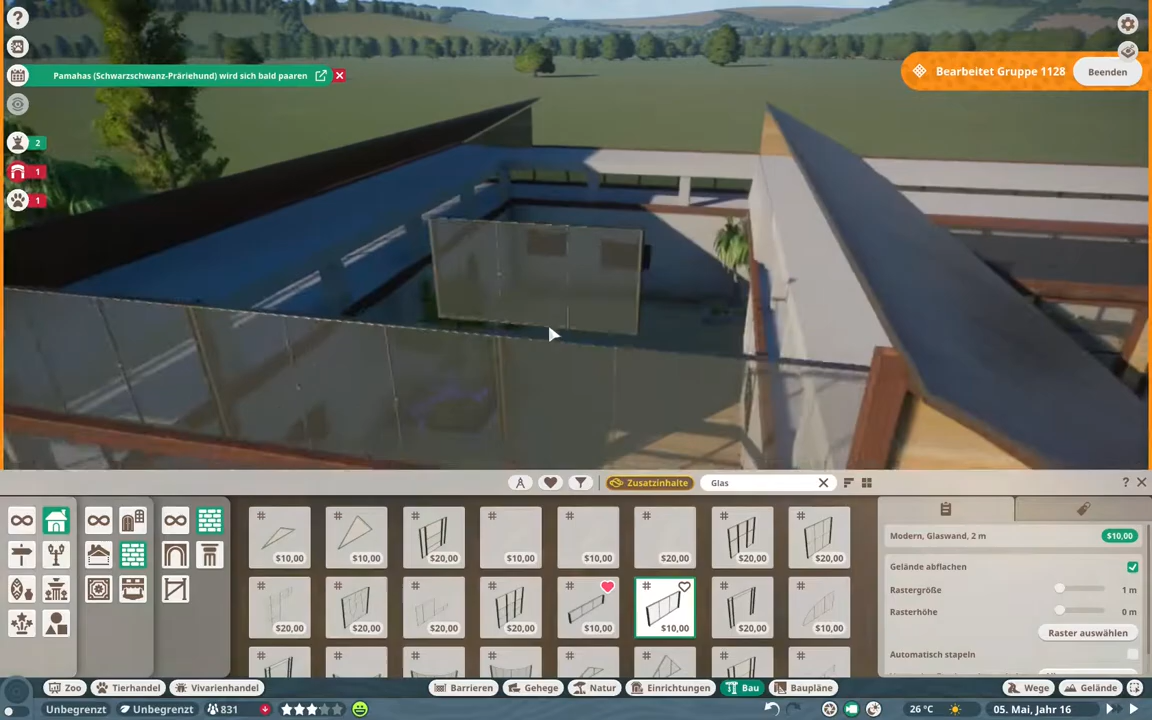 ?
Pamahas (Schwarzschwanz-Präriehund) wird sich bald paaren
Bearbeitet Gruppe 1128
Beenden
2
1
1
Zusatzinhalte
Glas
?
$10,00
$10,00
$20,00
$10,00
$10,00
$20,00
$20,00
$20,00
$20,00
$20,00
$20,00
$20,00
$10,00
$10,00
$20,00
$10,00
Modern, Glaswand, 2 m
$10,00
Gelände abflachen
Rastergröße
1 m
Rasterhöhe
0 m
Raster auswählen
Automatisch stapeln
Zoo
Tierhandel
Vivarienhandel
Barrieren
Gehege
Natur
Einrichtungen
Bau
Baupläne
Wege
Gelände
Unbegrenzt
Unbegrenzt
831
26 °C
05. Mai, Jahr 16